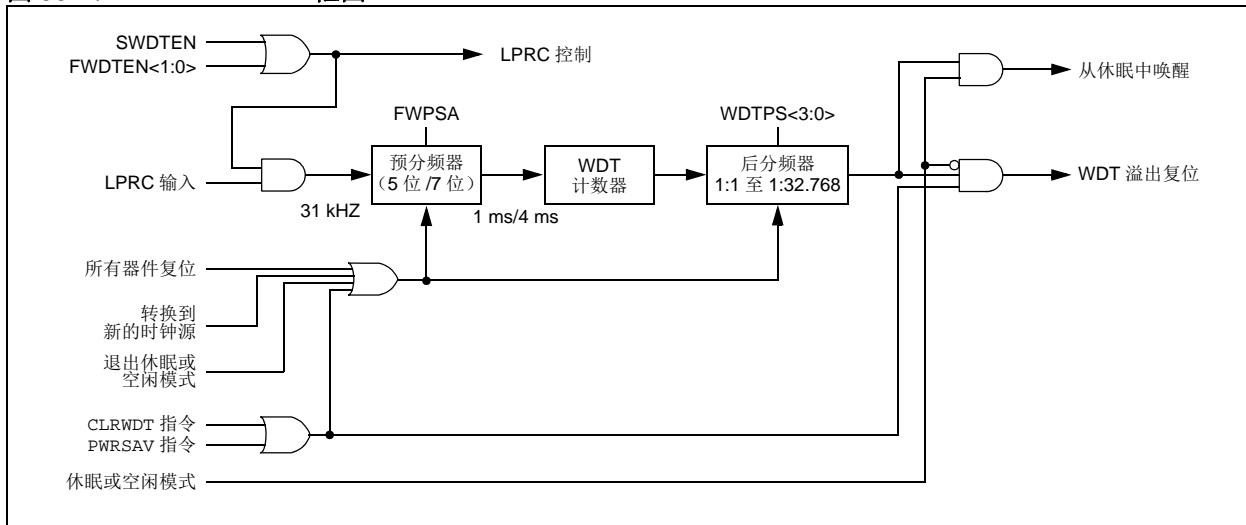 SWDTEN
FWDTEN<1:0>
LPRC 控制
从休眠中唤醒
FWPSA
WDTPS<3:0>
预分频器
（5 位 /7 位）
WDT
计数器
后分频器
1:1 至 1:32.768
LPRC 输入
WDT 溢出复位
31 kHZ
1 ms/4 ms
所有器件复位
转换到
新的时钟源
退出休眠或
空闲模式
CLRWDT 指令
PWRSAV 指令
休眠或空闲模式